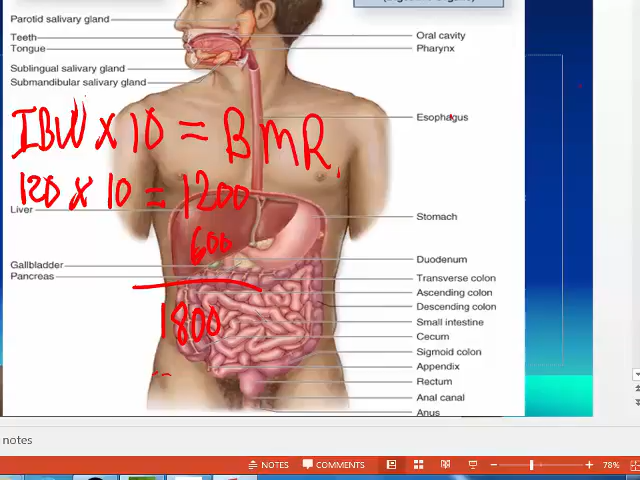 Parotid salivary gland
Teeth
Tongue
Sublingual salivary gland
Submandibular salivary gland
Oral cavity
Pharynx
Esophagus
IBW x 10 = BMR.
120 x 10 = 1200
600
1800
Liver
Gallbladder
Pancreas
Stomach
Duodenum
Transverse colon
Ascending colon
Descending colon
Small intestine
Cecum
Sigmoid colon
Appendix
Rectum
Anal canal
Anus
notes
NOTES
COMMENTS
78%